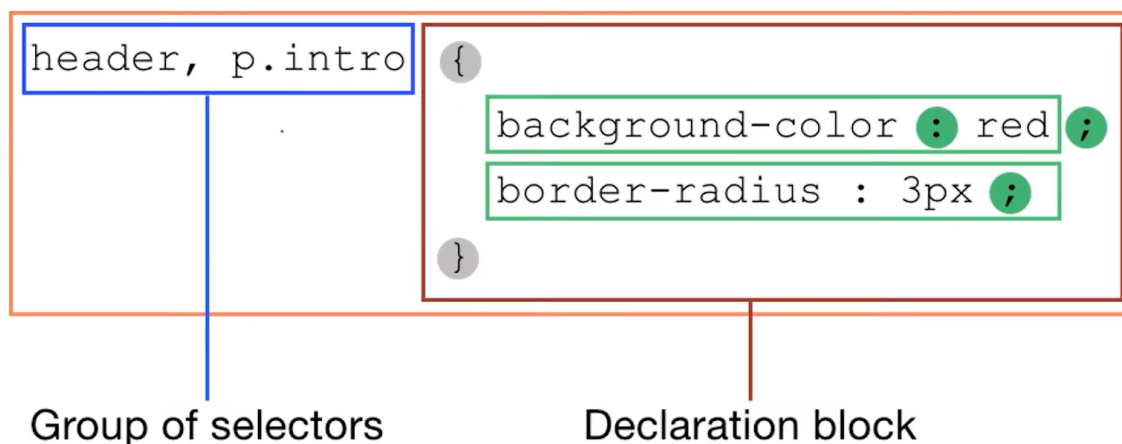 header, p.intro {
background-color : red ;
border-radius : 3px ;
}
Group of selectors Declaration block